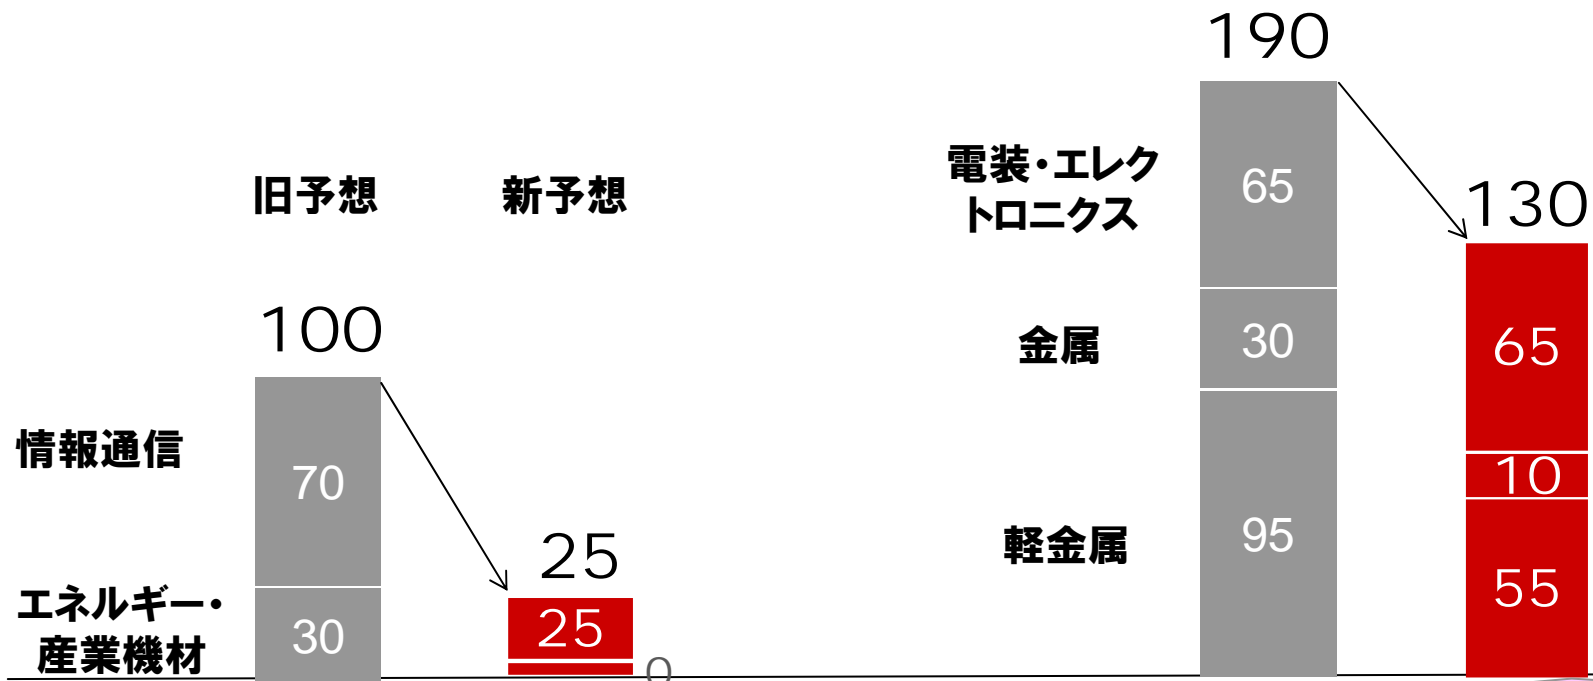 190
電装・エレク
トロニクス
65
130
旧予想
新予想
100
金属
30
65
情報通信
70
10
軽金属
95
25
25
55
エネルギー・
産業機材
30
0